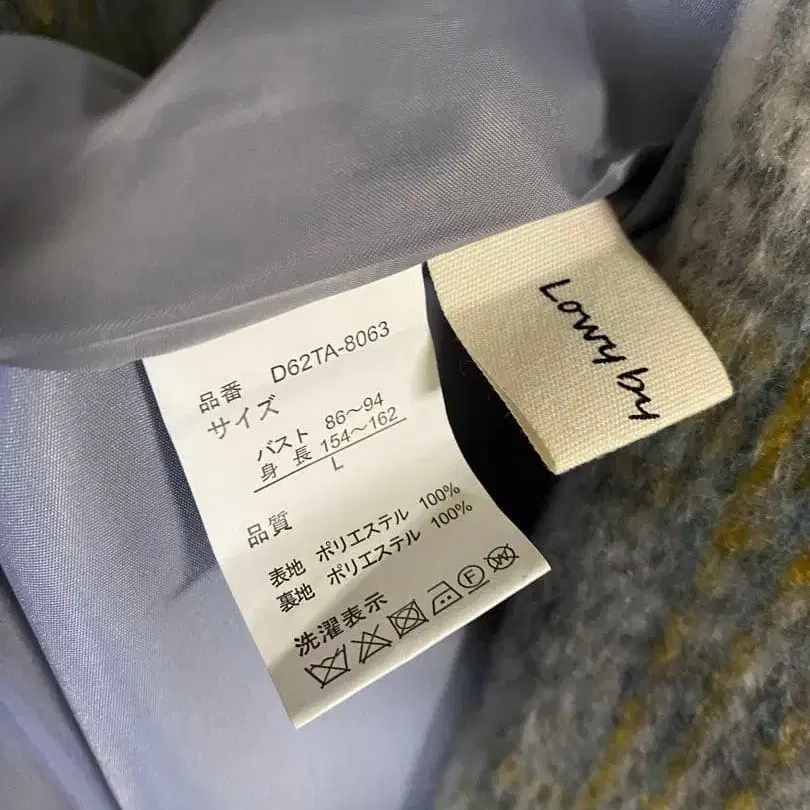 品番 D62TA-8063
サイズ
バスト 86～94
身長 154～162
L
品質
表地 ポリエステル 100%
裏地 ポリエステル 100%
洗濯表示
Lowy by